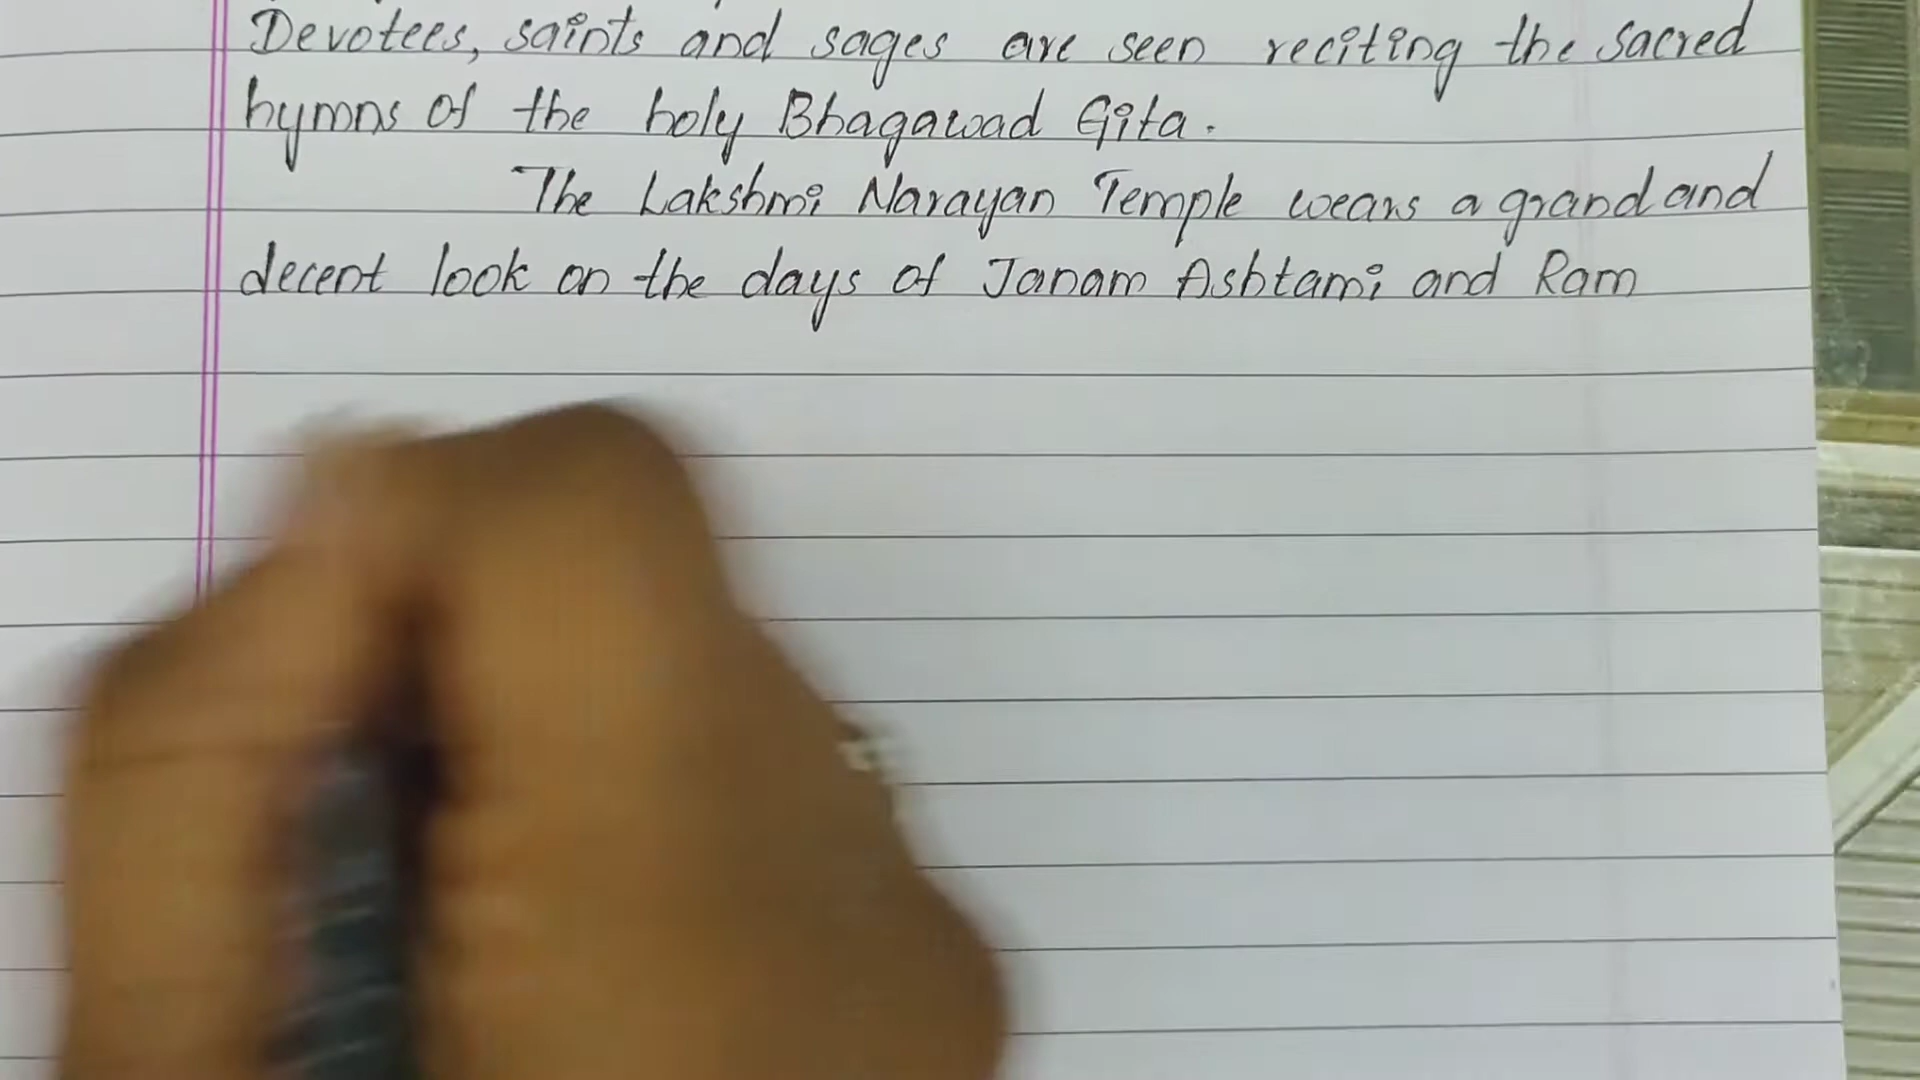 Devotees, saints and sages are seen reciting the sacred
hymns of the holy Bhagawad Gita.
The Lakshmi Narayan Temple wears a grand and
decent look on the days of Janam Ashtami and Ram